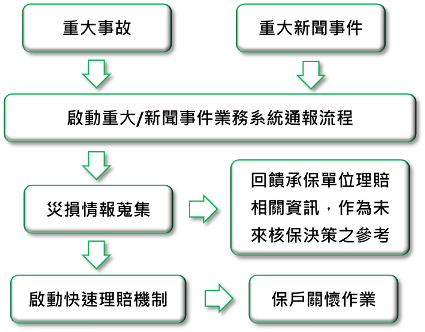 重大事故
重大新聞事件
啟動重大/新聞事件業務系統通報流程
災損情報蒐集
回饋承保單位理賠
相關資訊，作為未
來核保決策之參考
啟動快速理賠機制
保戶關懷作業